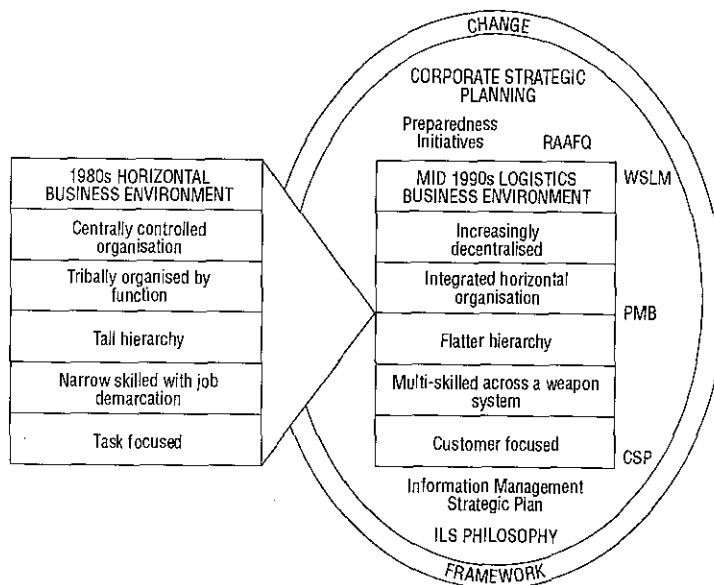 CHANGE
CORPORATE STRATEGIC
PLANNING
Preparedness
Initiatives
RAAFQ
1980s HORIZONTAL
BUSINESS ENVIRONMENT
Centrally controlled
organisation
Tribally organised by
function
Tall hierarchy
Narrow skilled with job
demarcation
Task focused
MID 1990s LOGISTICS
BUSINESS ENVIRONMENT
Increasingly
decentralised
Integrated horizontal
organisation
Flatter hierarchy
Multi-skilled across a weapon
system
Customer focused
WSLM
PMB
CSP
Information Management
Strategic Plan
ILS PHILOSOPHY
FRAMEWORK